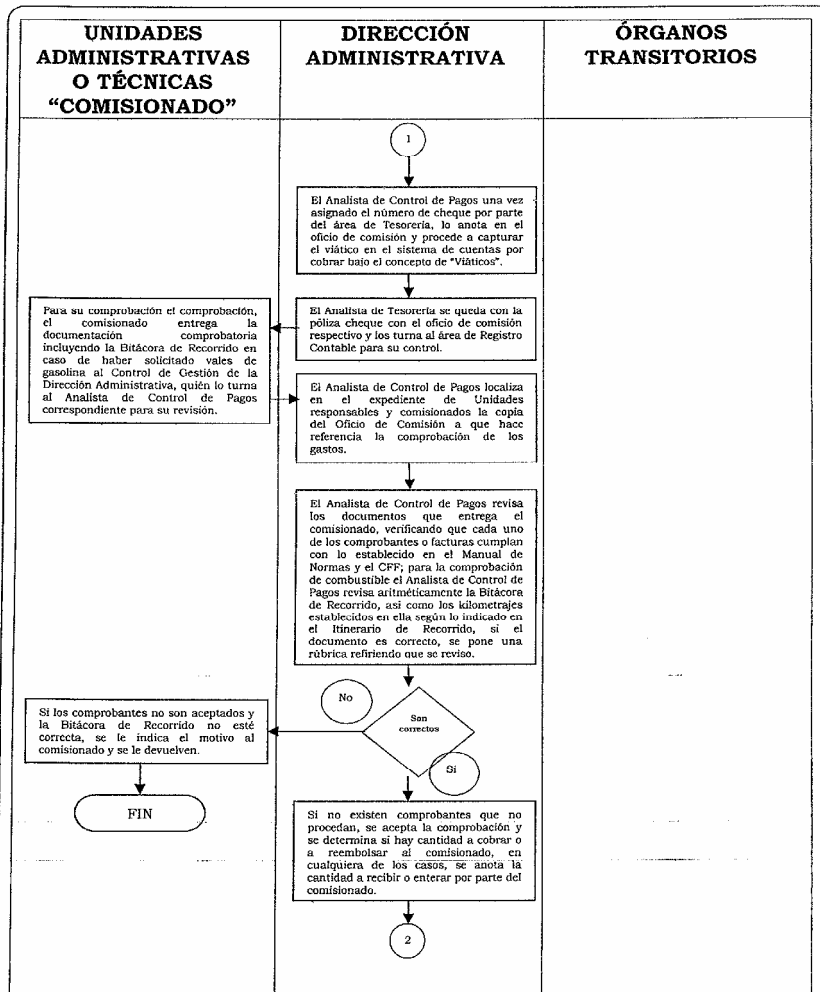 UNIDADES
ADMINISTRATIVAS
O TÉCNICAS
“COMISIONADO”
DIRECCIÓN
ADMINISTRATIVA
ÓRGANOS
TRANSITORIOS
1
El Analista de Control de Pagos una vez
asignado el número de cheque por parte
del área de Tesorería, lo anota en el
oficio de comisión y procede a capturar
el viático en el sistema de cuentas por
cobrar bajo el concepto de "Viáticos".
El Analista de Tesorería se queda con la
póliza cheque con el oficio de comisión
respectivo y los turna al área de Registro
Contable para su control.
Para su comprobación el comprobación,
el comisionado entrega la
documentación comprobatoria
incluyendo la Bitácora de Recorrido en
caso de haber solicitado vales de
gasolina al Control de Gestión de la
Dirección Administrativa, quién lo turna
al Analista de Control de Pagos
correspondiente para su revisión.
El Analista de Control de Pagos localiza
en el expediente de Unidades
responsables y comisionados la copia
del Oficio de Comisión a que hace
referencia la comprobación de los
gastos.
El Analista de Control de Pagos revisa
los documentos que entrega el
comisionado, verificando que cada uno
de los comprobantes o facturas cumplan
con lo establecido en el Manual de
Normas y el CFF; para la comprobación
de combustible el Analista de Control de
Pagos revisa aritméticamente la Bitácora
de Recorrido, así como los kilometrajes
establecidos en ella según lo indicado en
el Itinerario de Recorrido, si el
documento es correcto, se pone una
rúbrica refiriendo que se reviso.
No
Son
correctos
Si los comprobantes no son aceptados y
la Bitácora de Recorrido no esté
correcta, se le indica el motivo al
comisionado y se le devuelven.
Si
FIN
Si no existen comprobantes que no
procedan, se acepta la comprobación y
se determina si hay cantidad a cobrar o
a reembolsar al comisionado, en
cualquiera de los casos, se anota la
cantidad a recibir o enterar por parte del
comisionado.
2